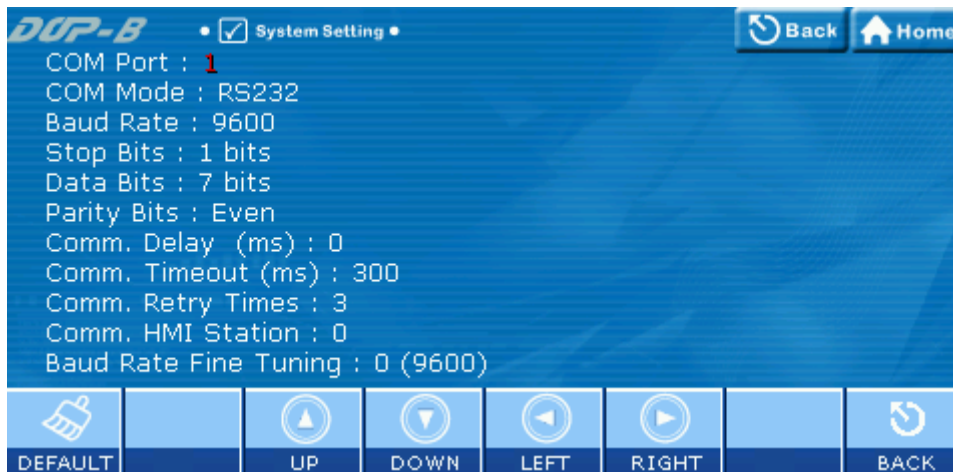 DOP-B • System Setting • Back Home
COM Port : 1
COM Mode : RS232
Baud Rate : 9600
Stop Bits : 1 bits
Data Bits : 7 bits
Parity Bits : Even
Comm. Delay (ms) : 0
Comm. Timeout (ms) : 300
Comm. Retry Times : 3
Comm. HMI Station : 0
Baud Rate Fine Tuning : 0 (9600)
DEFAULT UP DOWN LEFT RIGHT BACK